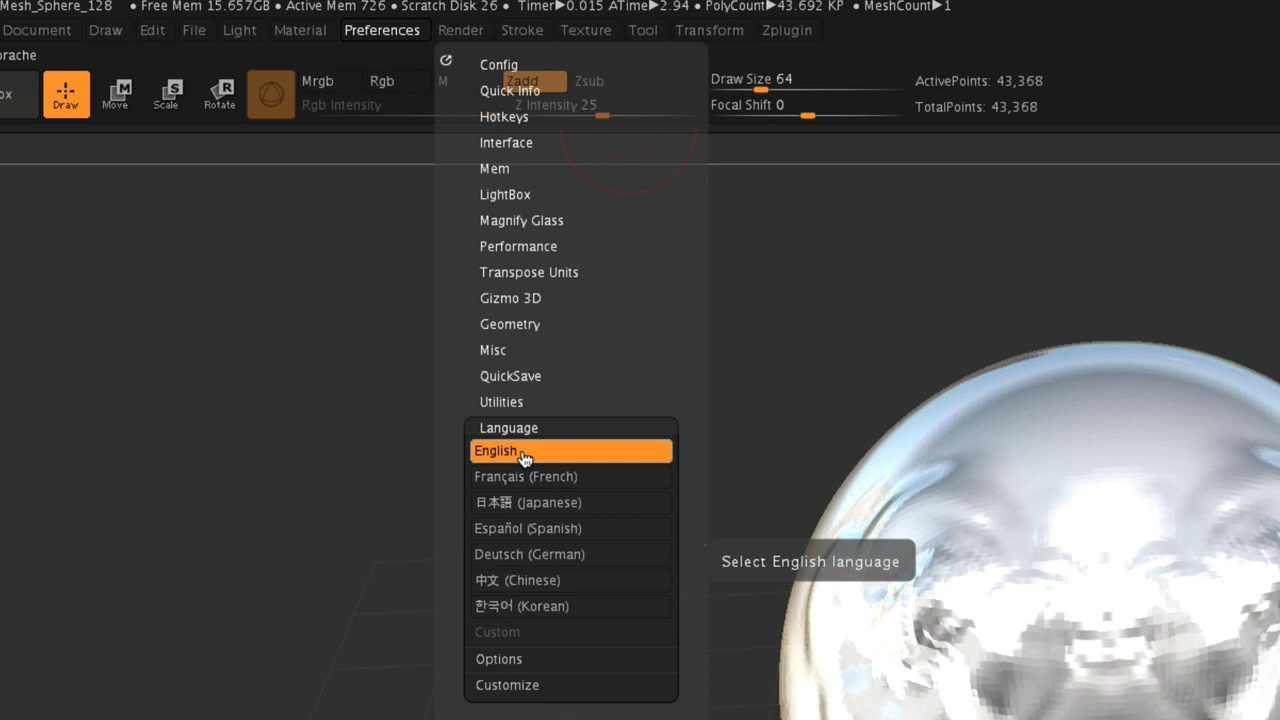 Mesh_Sphere_128 • Free Mem 15.657GB • Active Mem 726 • Scratch Disk 26 • Timer▶0.015 ATime▶2.94 • PolyCount▶43.692 KP • MeshCount▶1
Document Draw Edit File Light Material Preferences Render Stroke Texture Tool Transform Zplugin
prache
ox
Draw
Move
Scale
Rotate
M
S
R
Mrgb
Rgb
M
Zadd
Zsub
Rgb Intensity
Z Intensity 25
Draw Size 64
Focal Shift 0
ActivePoints: 43,368
TotalPoints: 43,368
Config
Quick Info
Hotkeys
Interface
Mem
LightBox
Magnify Glass
Performance
Transpose Units
Gizmo 3D
Geometry
Misc
QuickSave
Utilities
Language
English
Français (French)
日本語 (Japanese)
Español (Spanish)
Deutsch (German)
中文 (Chinese)
한국어 (Korean)
Custom
Options
Customize
Select English language